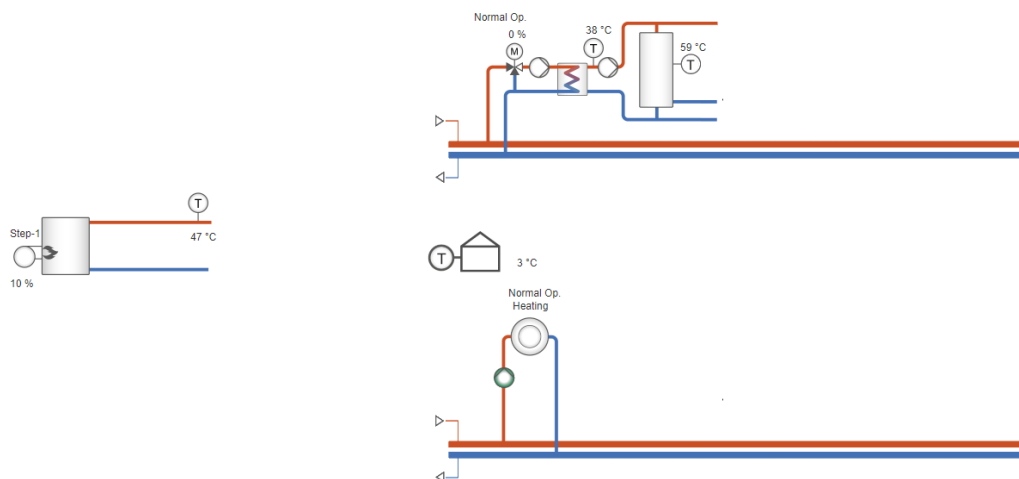 Normal Op.
0 %
M
38 °C
T
59 °C
T
T
Step-1
47 °C
10 %
T
3 °C
Normal Op.
Heating